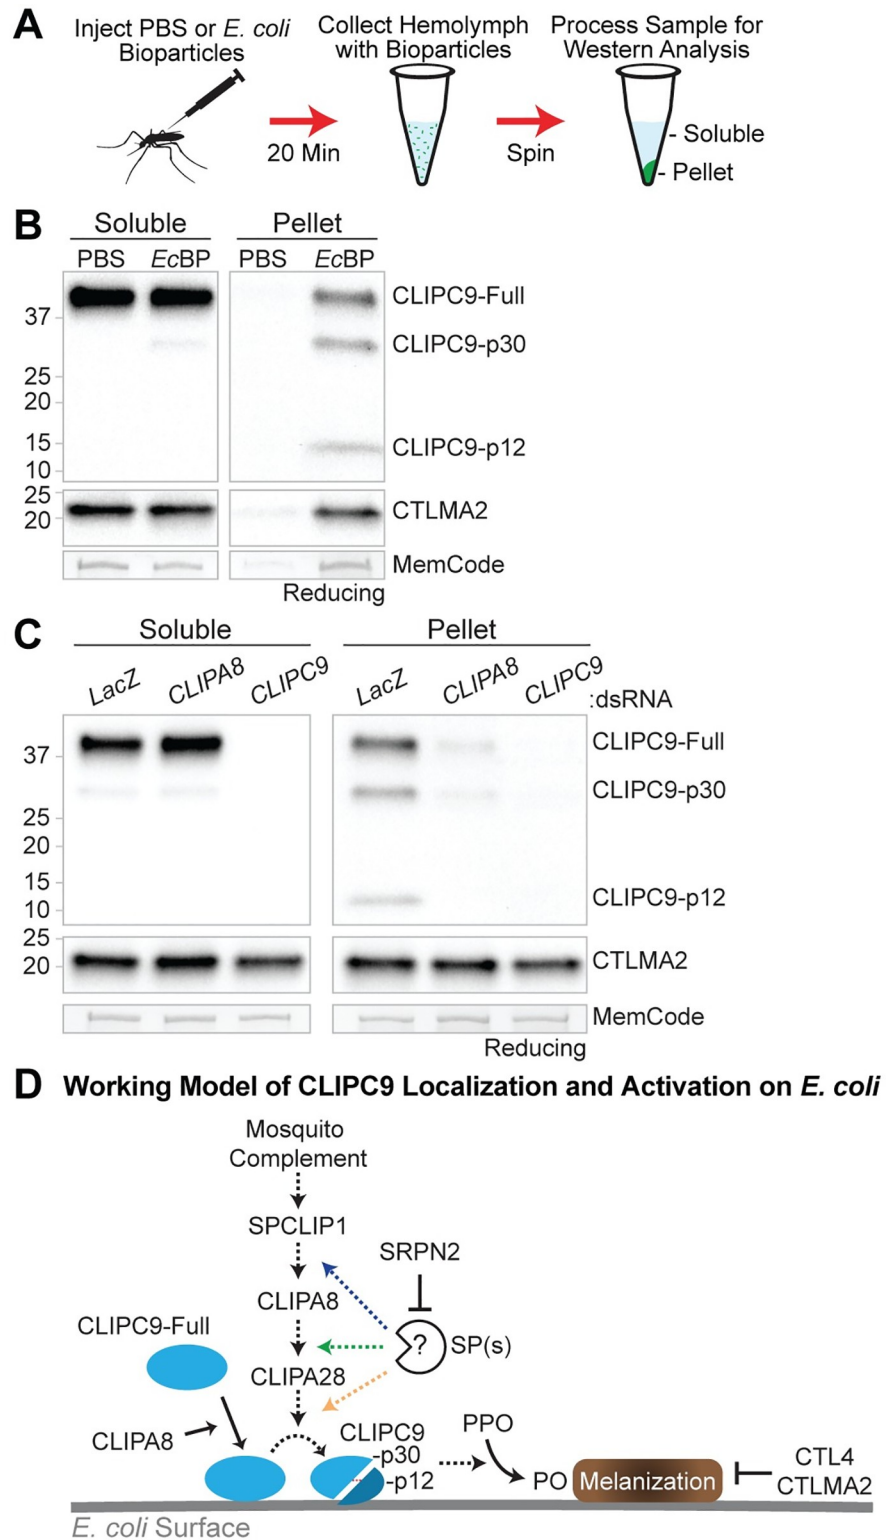 A
Inject PBS or E. coli
Bioparticles
Collect Hemolymph
with Bioparticles
Process Sample for
Western Analysis
20 Min
Spin
- Soluble
- Pellet
B
Soluble
Pellet
PBS
EcBP
PBS
EcBP
CLIPC9-Full
37
CLIPC9-p30
25
20
15
CLIPC9-p12
10
25
20
CTLMA2
MemCode
Reducing
C
Soluble
Pellet
LacZ
CLIPA8
CLIPC9
LacZ
CLIPA8
CLIPC9
:dsRNA
CLIPC9-Full
37
CLIPC9-p30
25
20
15
CLIPC9-p12
10
25
20
CTLMA2
MemCode
Reducing
D Working Model of CLIPC9 Localization and Activation on E. coli
Mosquito
Complement
SPCLIP1
SRPN2
CLIPA8
CLIPC9-Full
?
SP(s)
CLIPA28
CLIPA8
CLIPC9
-p30
-p12
PPO
PO
Melanization
CTL4
CTLMA2
E. coli Surface